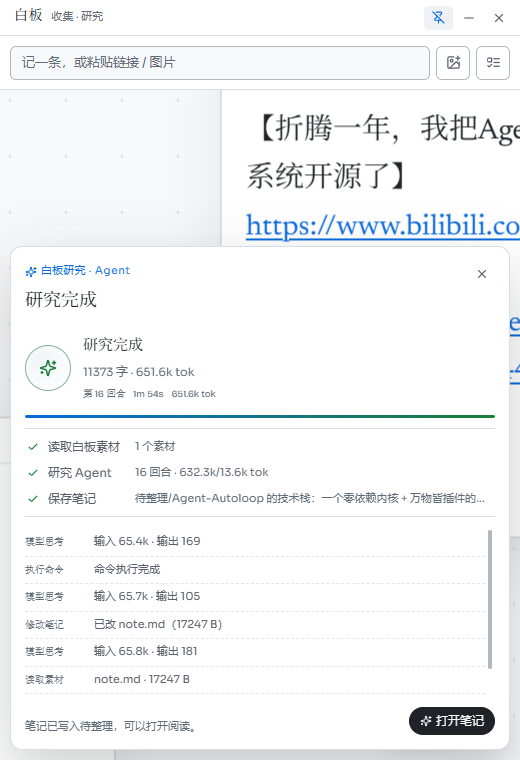 白板 收集 · 研究
记一条，或粘贴链接 / 图片
【折腾一年，我把Age
系统开源了】
https://www.bilibili.co
白板研究 · Agent
研究完成
研究完成
11373 字 · 651.6k tok
第 16 回合 1m 54s 651.6k tok
读取白板素材 1 个素材
研究 Agent 16 回合 · 632.3k/13.6k tok
保存笔记 待整理/Agent-Autoloop 的技术栈：一个零依赖内核 + 万物皆插件的...
模型思考 输入 65.4k · 输出 169
执行命令 命令执行完成
模型思考 输入 65.7k · 输出 105
修改笔记 已改 note.md（17247 B）
模型思考 输入 65.8k · 输出 181
读取素材 note.md · 17247 B
笔记已写入待整理，可以打开阅读。
打开笔记